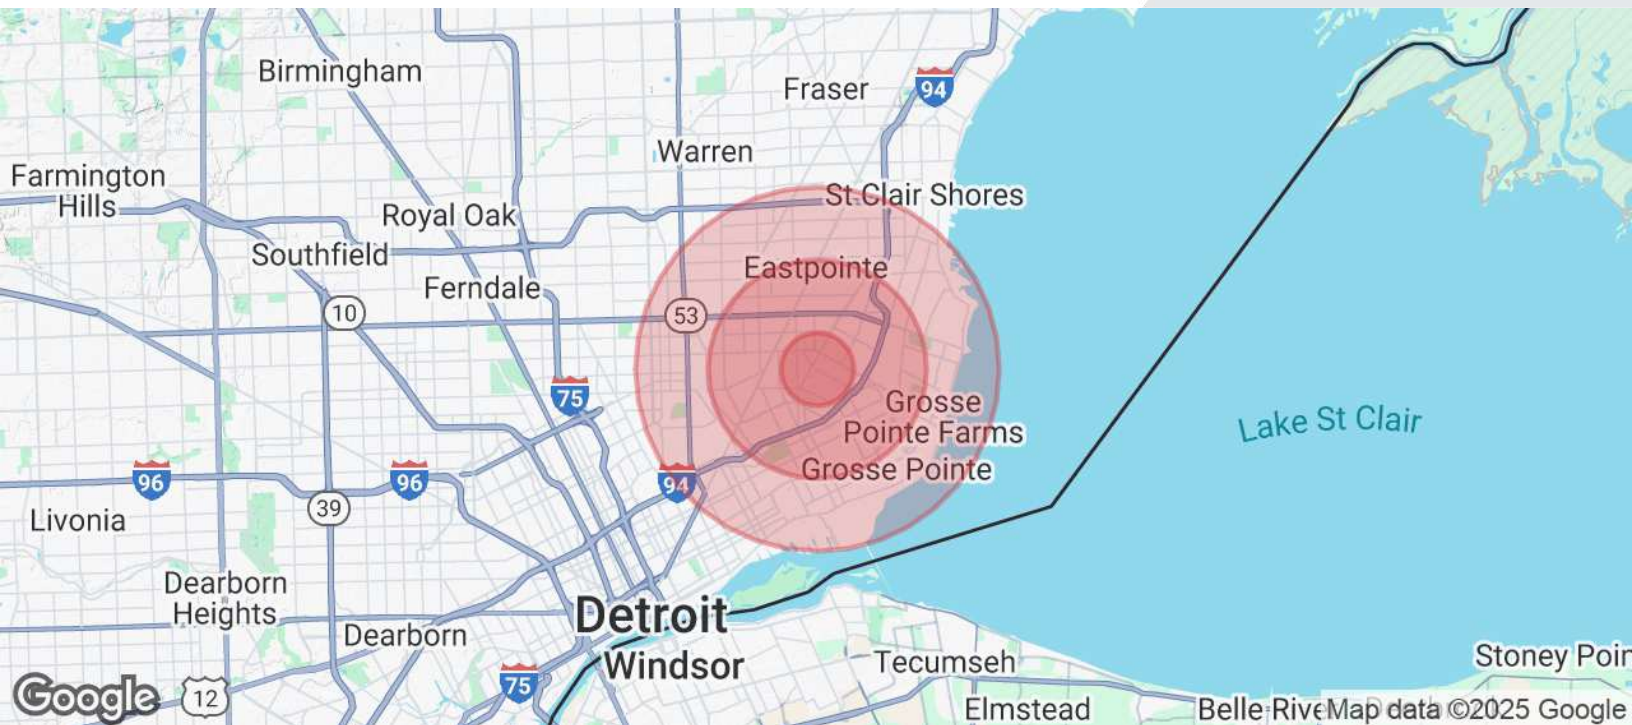 Birmingham
Fraser
94
Warren
Farmington
Hills
Royal Oak
St Clair Shores
Southfield
Eastpointe
Ferndale
10
53
75
Grosse
Pointe Farms
Lake St Clair
Grosse Pointe
96
96
94
39
Livonia
Dearborn
Heights
Detroit
Dearborn
Windsor
Tecumseh
Stoney Poin
75
Google
12
Elmstead
Belle Rive
Map data ©2025 Google